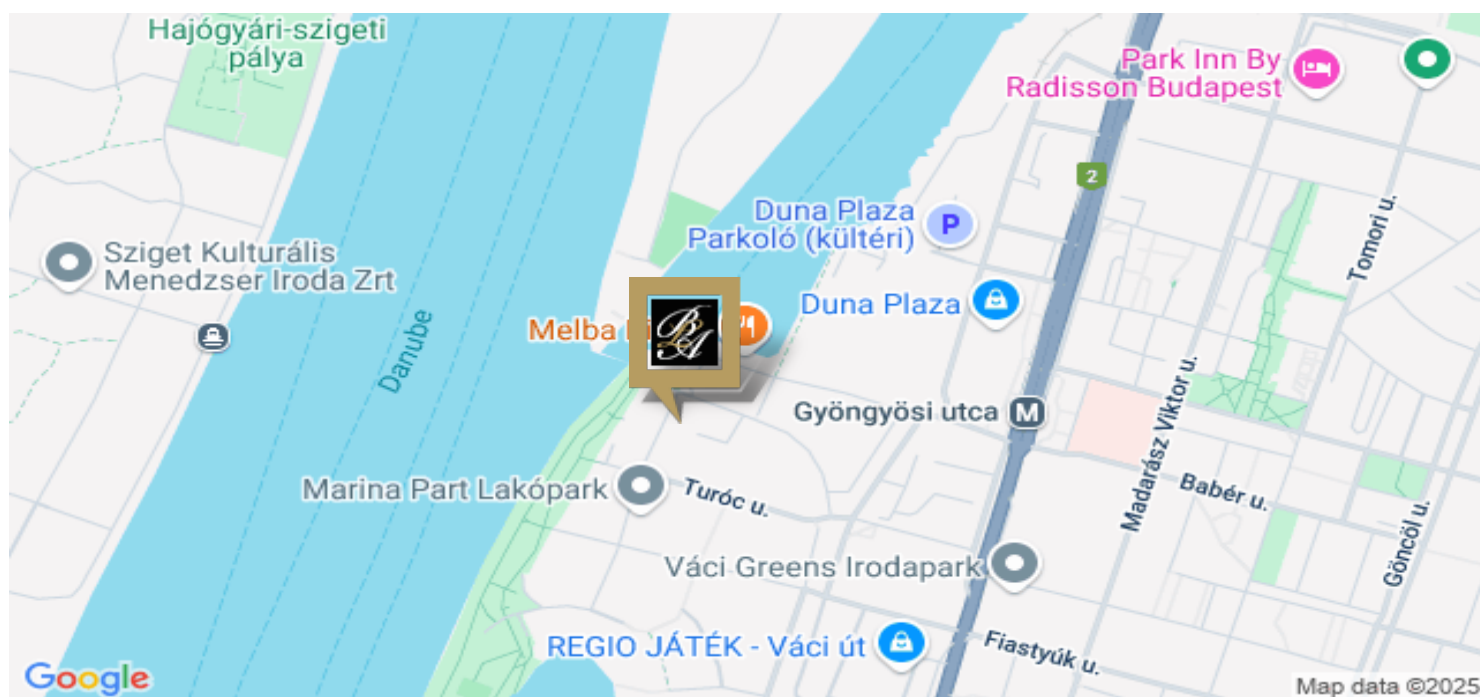 Hajógyári-szigeti
pálya
Park Inn By
Radisson Budapest
2
Duna Plaza
Parkoló (kültéri)
P
Tomori u.
Sziget Kulturális
Menedzser Iroda Zrt
Duna Plaza
Danube
Melba
BLA
Gyöngyösi utca
M
Madarász Viktor u.
Marina Part Lakópark
Turóc u.
Babér u.
Göncöl u.
Váci Greens Irodapark
REGIO JÁTÉK - Váci út
Fiastyúk u.
Google
Map data ©2025